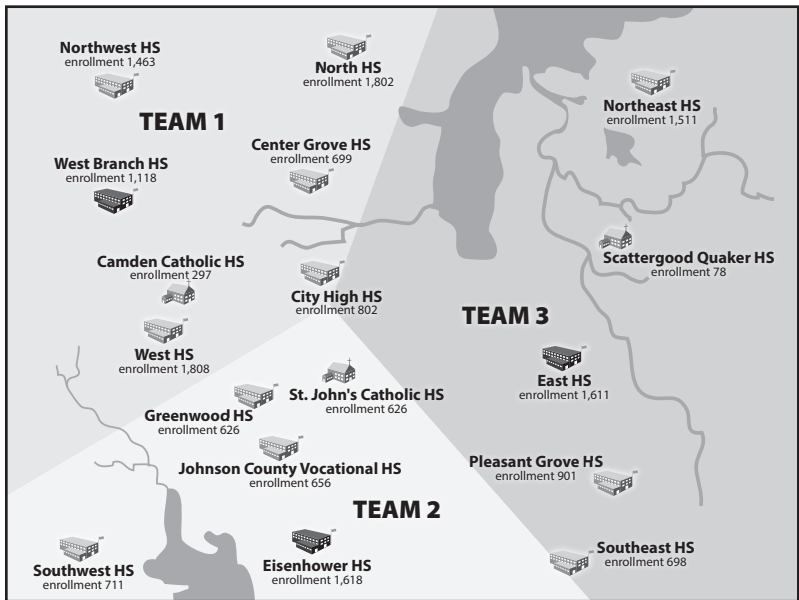 Northwest HS
enrollment 1,463
North HS
enrollment 1,802
Northeast HS
enrollment 1,511
TEAM 1
Center Grove HS
enrollment 699
West Branch HS
enrollment 1,118
Camden Catholic HS
enrollment 297
Scattergood Quaker HS
enrollment 78
City High HS
enrollment 802
TEAM 3
West HS
enrollment 1,808
East HS
enrollment 1,611
St. John's Catholic HS
enrollment 626
Greenwood HS
enrollment 626
Johnson County Vocational HS
enrollment 656
Pleasant Grove HS
enrollment 901
TEAM 2
Southeast HS
enrollment 698
Southwest HS
enrollment 711
Eisenhower HS
enrollment 1,618